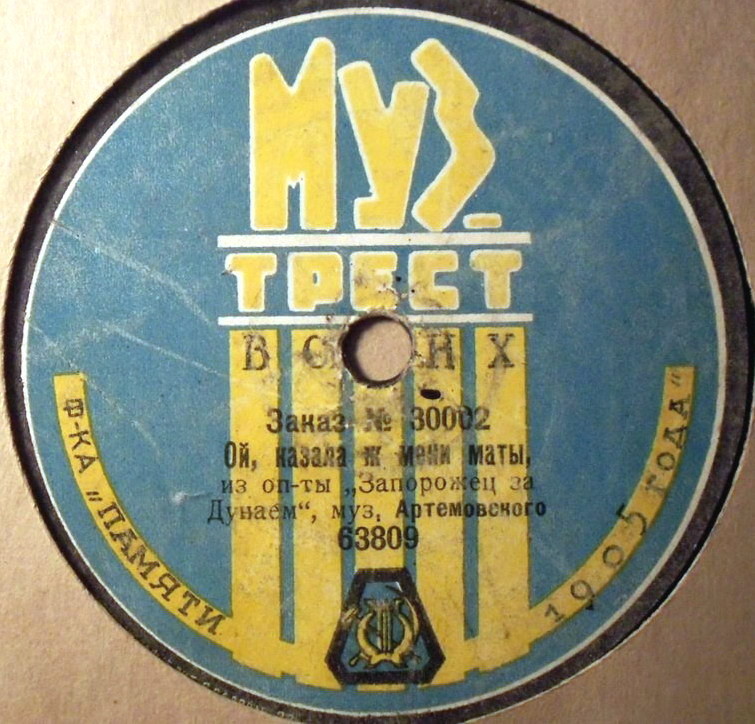 МУЗ
ТРЕСТ
ВСНХ
Заказ № 30002
Ой, казала ж мени маты,
из оп-ты „Запорожец за
Дунаем“, муз. Артемовского
63809
Ф-КА „ПАМЯТИ
1905 ГОДА“